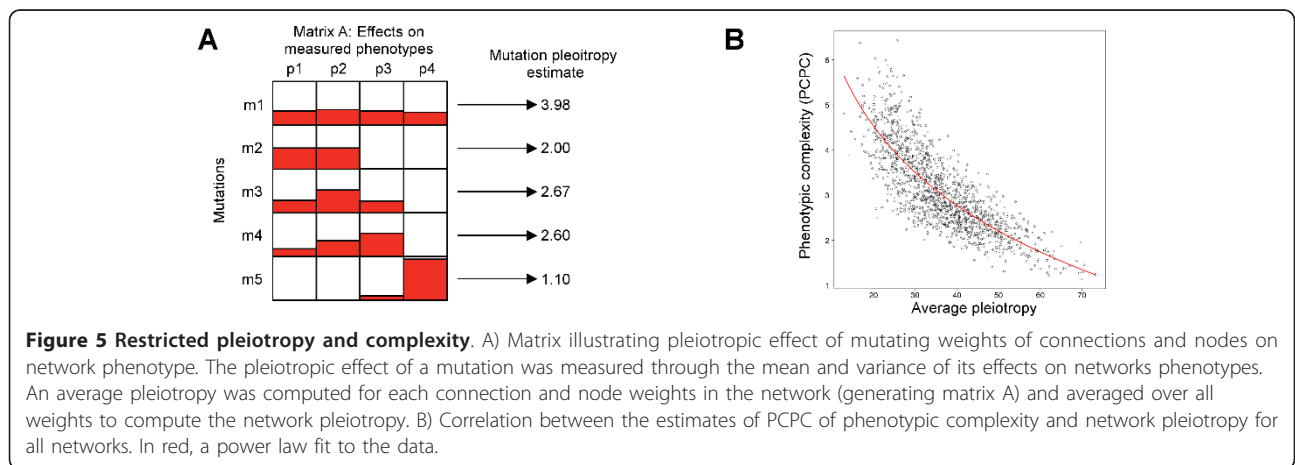 A
Matrix A: Effects on
measured phenotypes
p1 p2 p3 p4
Mutation pleoitropy
estimate
Mutations
m1 3.98
m2 2.00
m3 2.67
m4 2.60
m5 1.10
B
Phenotypic complexity (PCPC)
6
5
4
3
2
1
20 30 40 50 60 70
Average pleiotropy
Figure 5 Restricted pleiotropy and complexity. A) Matrix illustrating pleiotropic effect of mutating weights of connections and nodes on
network phenotype. The pleiotropic effect of a mutation was measured through the mean and variance of its effects on networks phenotypes.
An average pleiotropy was computed for each connection and node weights in the network (generating matrix A) and averaged over all
weights to compute the network pleiotropy. B) Correlation between the estimates of PCPC of phenotypic complexity and network pleiotropy for
all networks. In red, a power law fit to the data.